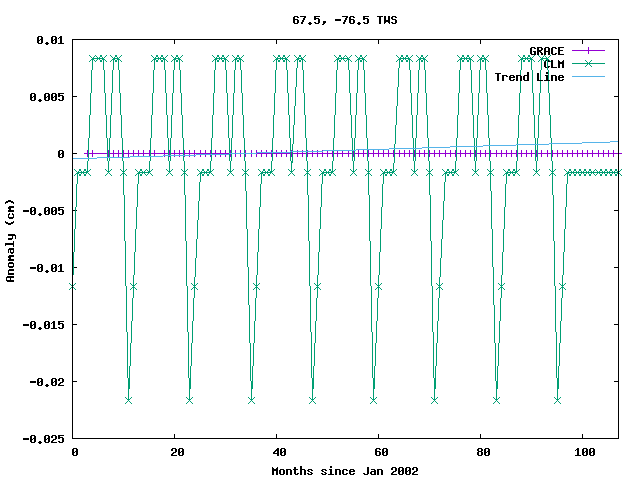 67.5, -76.5 TWS
GRACE
CLM
Trend Line
0.01
0.005
0
-0.005
-0.01
-0.015
-0.02
-0.025
Anomaly (cm)
0 20 40 60 80 100
Months since Jan 2002